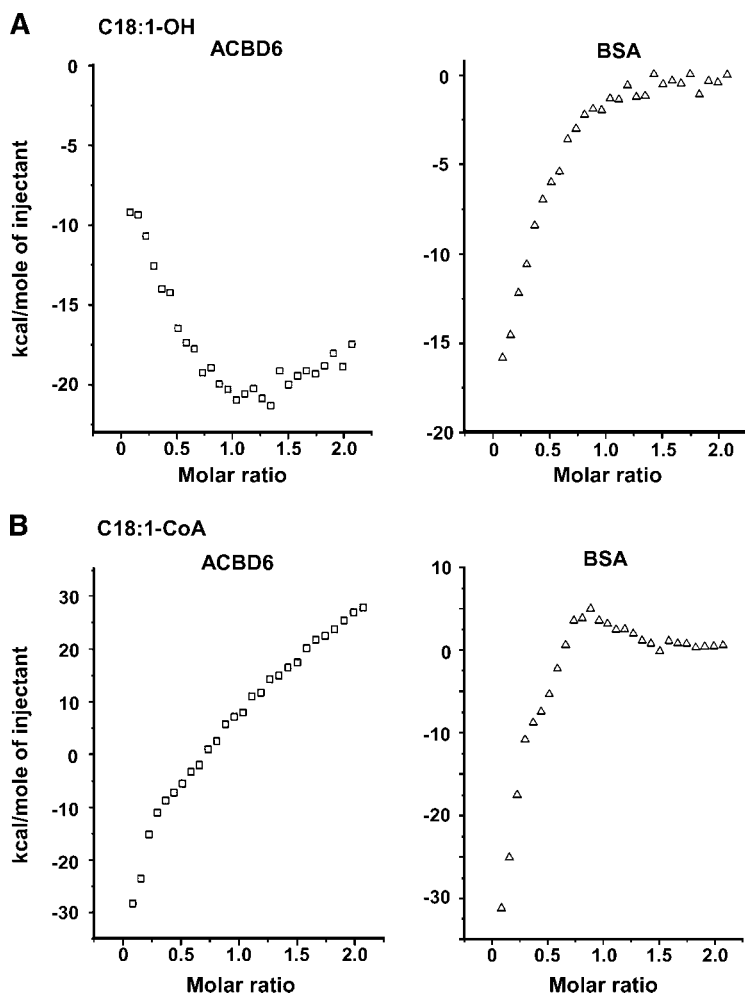 A
C18:1-OH
ACBD6
BSA
0
-5
-10
-15
-20
kcal/mole of injectant
0 0.5 1.0 1.5 2.0
Molar ratio
0
-5
-10
-15
-20
0 0.5 1.0 1.5 2.0
Molar ratio
B
C18:1-CoA
ACBD6
BSA
30
20
10
0
-10
-20
-30
kcal/mole of injectant
0 0.5 1.0 1.5 2.0
Molar ratio
10
0
-10
-20
-30
0 0.5 1.0 1.5 2.0
Molar ratio